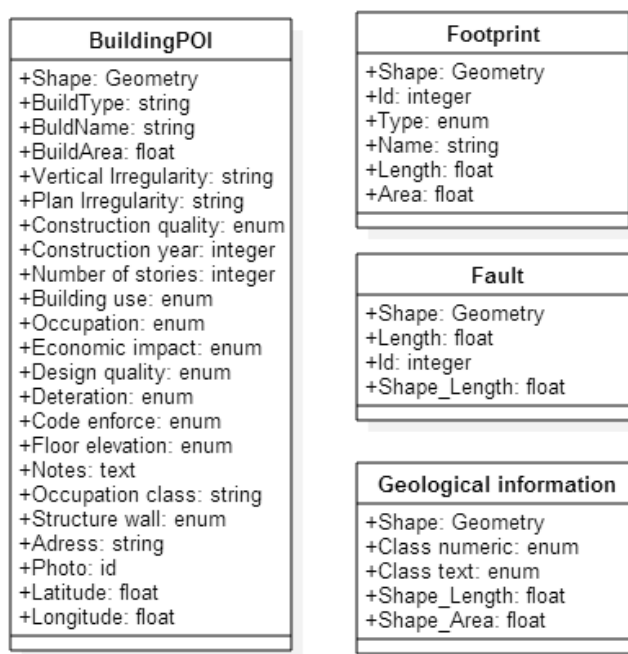 BuildingPOI
+Shape: Geometry
+BuildType: string
+BuldName: string
+BuildArea: float
+Vertical Irregularity: string
+Plan Irregularity: string
+Construction quality: enum
+Construction year: integer
+Number of stories: integer
+Building use: enum
+Occupation: enum
+Economic impact: enum
+Design quality: enum
+Deteration: enum
+Code enforce: enum
+Floor elevation: enum
+Notes: text
+Occupation class: string
+Structure wall: enum
+Adress: string
+Photo: id
+Latitude: float
+Longitude: float
Footprint
+Shape: Geometry
+Id: integer
+Type: enum
+Name: string
+Length: float
+Area: float
Fault
+Shape: Geometry
+Length: float
+Id: integer
+Shape_Length: float
Geological information
+Shape: Geometry
+Class numeric: enum
+Class text: enum
+Shape_Length: float
+Shape_Area: float